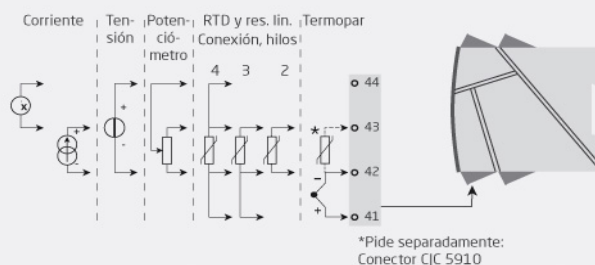 Corriente
Ten-
sión
Poten-
ció-
metro
RTD y res. lin.
Conexión, hilos
4 3 2
Termopar
44
43
42
41
x
+
-
+
-
*
−
+
*Pide separadamente:
Conector CJC 5910